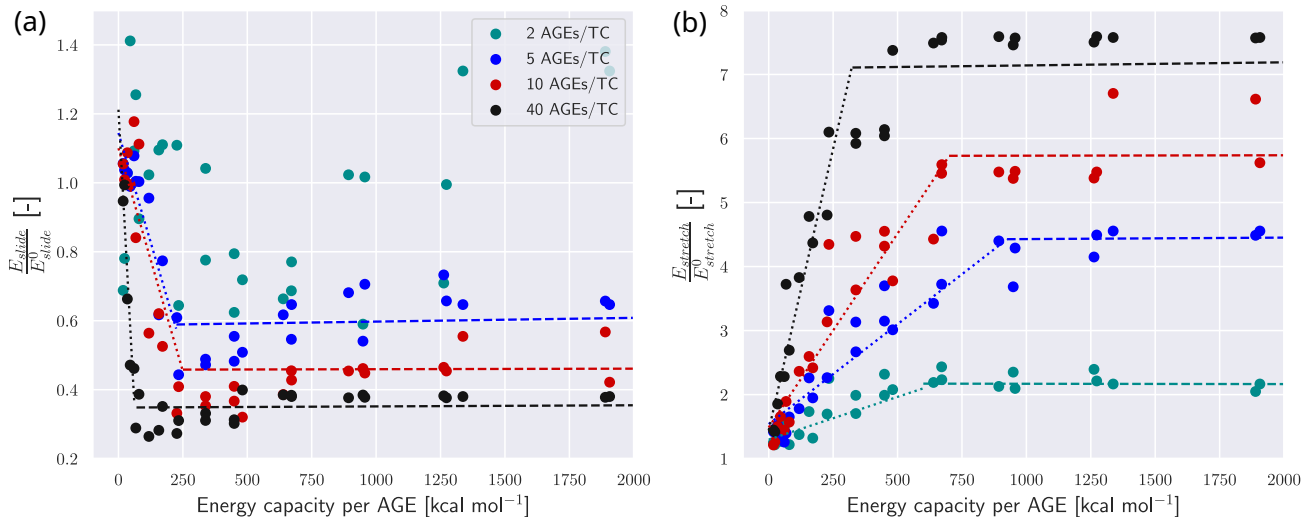 (a)
1.4
1.2
1.0
0.8
0.6
0.4
0.2
E_slide / E^0_slide [-]
2 AGEs/TC
5 AGEs/TC
10 AGEs/TC
40 AGEs/TC
0 250 500 750 1000 1250 1500 1750 2000
Energy capacity per AGE [kcal mol⁻¹]
(b)
8
7
6
5
4
3
2
1
E_stretch / E^0_stretch [-]
0 250 500 750 1000 1250 1500 1750 2000
Energy capacity per AGE [kcal mol⁻¹]